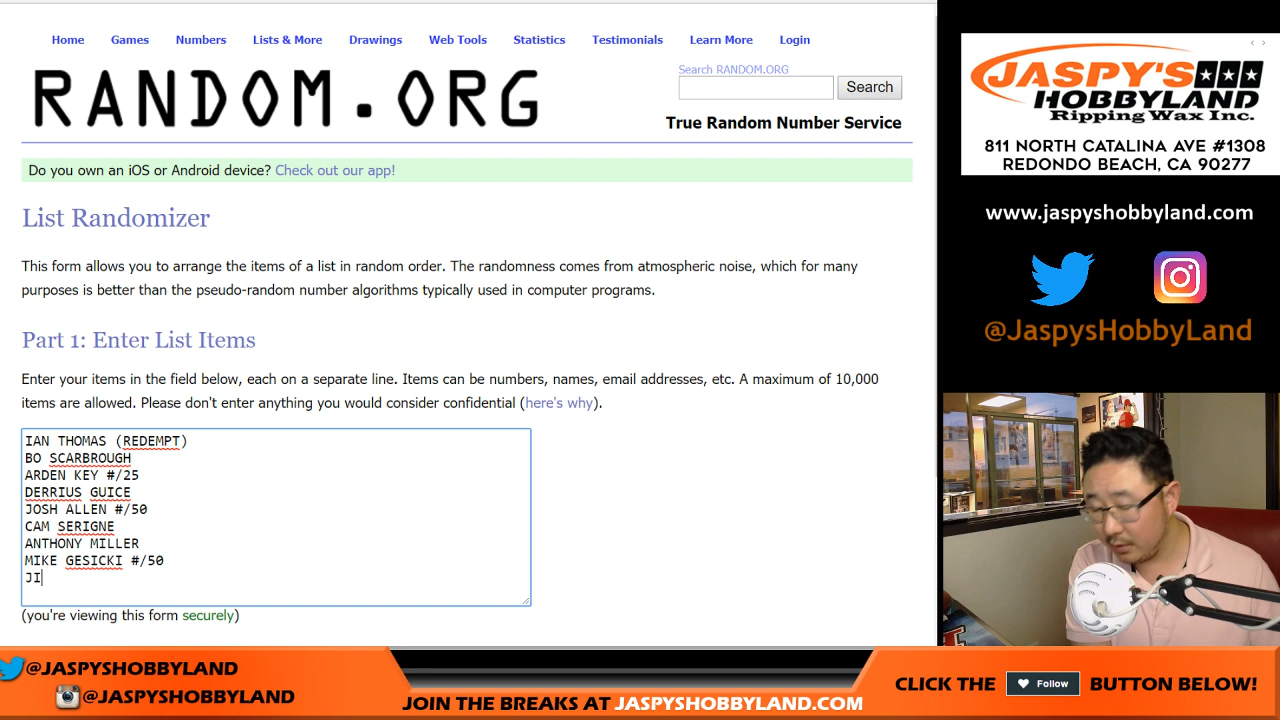 Home Games Numbers Lists & More Drawings Web Tools Statistics Testimonials Learn More Login
RANDOM.ORG
Search RANDOM.ORG
Search
True Random Number Service
Do you own an iOS or Android device? Check out our app!
List Randomizer
This form allows you to arrange the items of a list in random order. The randomness comes from atmospheric noise, which for many
purposes is better than the pseudo-random number algorithms typically used in computer programs.
Part 1: Enter List Items
Enter your items in the field below, each on a separate line. Items can be numbers, names, email addresses, etc. A maximum of 10,000
items are allowed. Please don't enter anything you would consider confidential (here's why).
IAN THOMAS (REDEMPT)
BO SCARBROUGH
ARDEN KEY #/25
DERRIUS GUICE
JOSH ALLEN #/50
CAM SERIGNE
ANTHONY MILLER
MIKE GESICKI #/50
JI
(you're viewing this form securely)
JASPY'S
HOBBYLAND
Ripping Wax Inc.
811 NORTH CATALINA AVE #1308
REDONDO BEACH, CA 90277
www.jaspyshobbyland.com
@JaspysHobbyLand
@JASPYSHOBBYLAND
@JASPYSHOBBYLAND
JOIN THE BREAKS AT JASPYSHOBBYLAND.COM
CLICK THE Follow BUTTON BELOW!